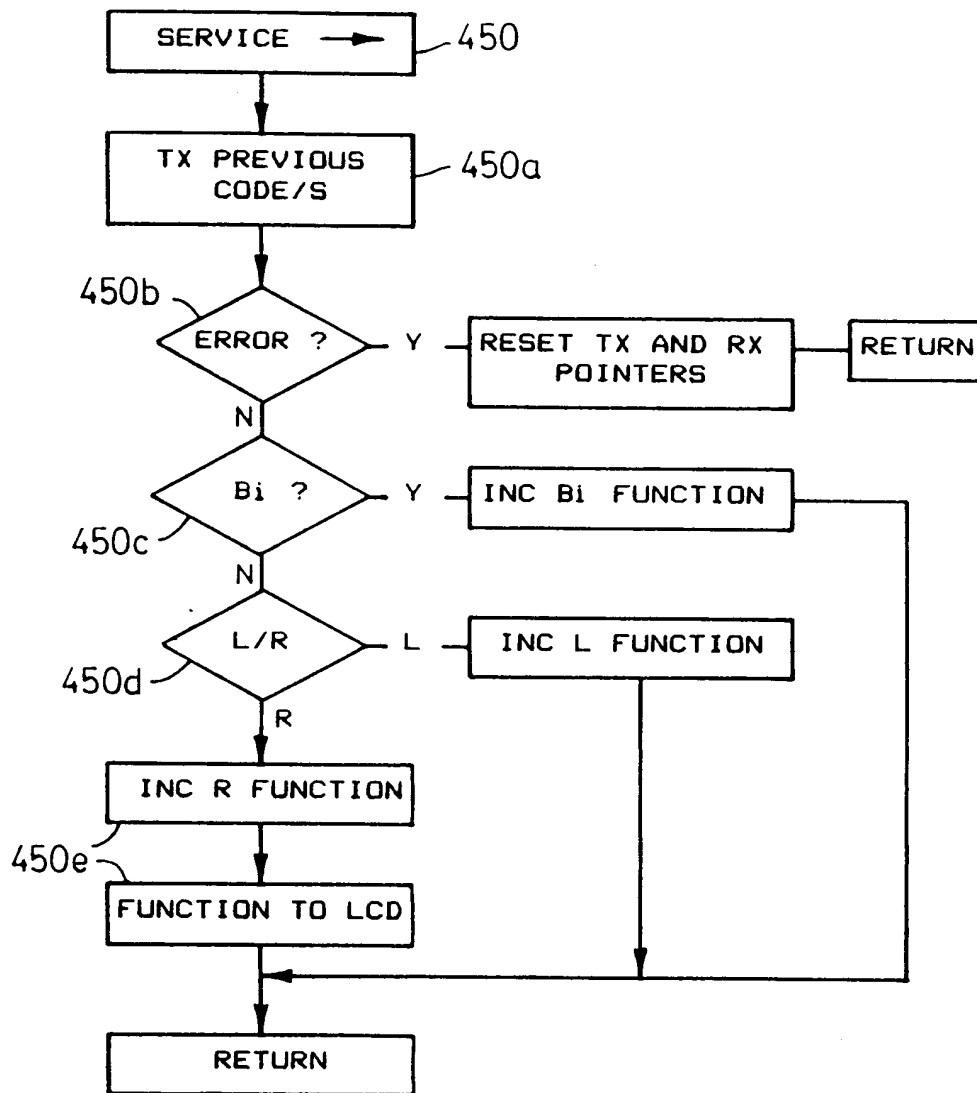 SERVICE → 450
TX PREVIOUS
CODE/S
450a
450b
ERROR ?
Y
RESET TX AND RX
POINTERS
RETURN
N
Bi ?
Y
INC Bi FUNCTION
450c
N
L/R
L
INC L FUNCTION
450d
R
INC R FUNCTION
450e
FUNCTION TO LCD
RETURN